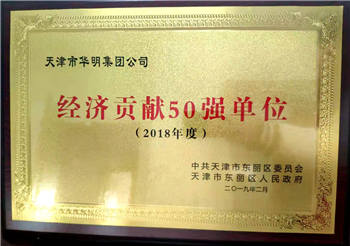 天津市华明集团公司
经济贡献50强单位
(2018年度)
中共天津市东丽区委员会
天津市东丽区人民政府
二〇一九年二月